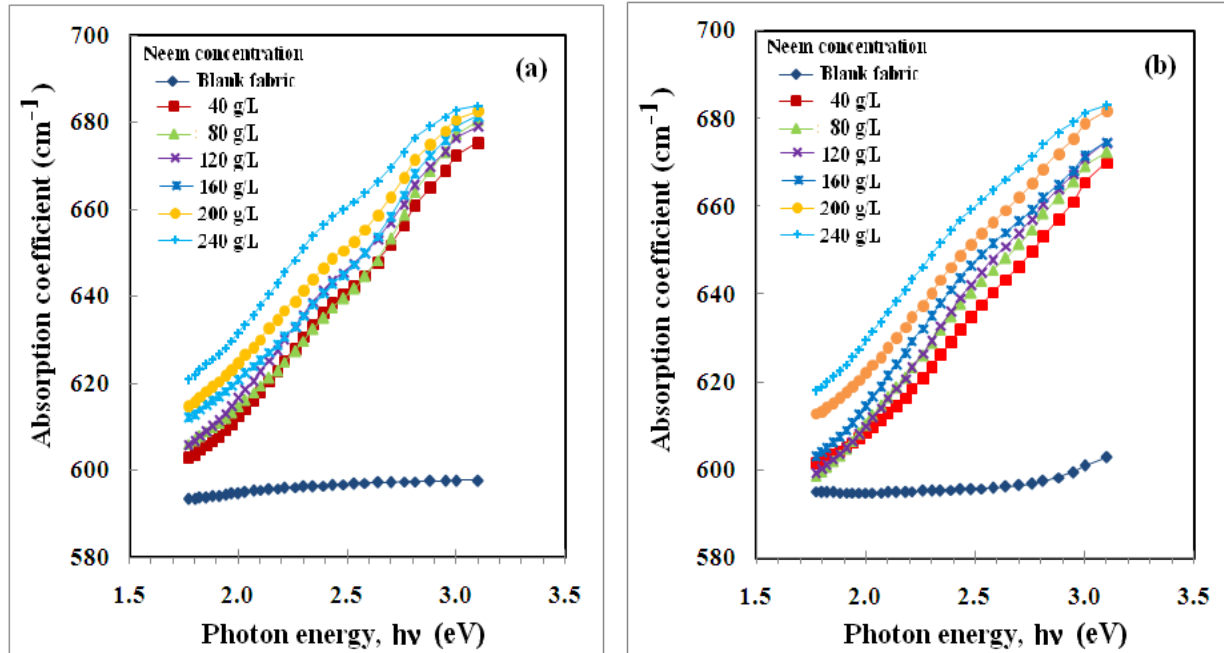 700
680
660
640
620
600
580
Absorption coefficient (cm⁻¹)
Neem concentration
Blank fabric
40 g/L
80 g/L
120 g/L
160 g/L
200 g/L
240 g/L
(a)
1.5 2.0 2.5 3.0 3.5
Photon energy, hν (eV)
700
680
660
640
620
600
580
Absorption coefficient (cm⁻¹)
Neem concentration
Blank fabric
40 g/L
80 g/L
120 g/L
160 g/L
200 g/L
240 g/L
(b)
1.5 2.0 2.5 3.0 3.5
Photon energy, hν (eV)